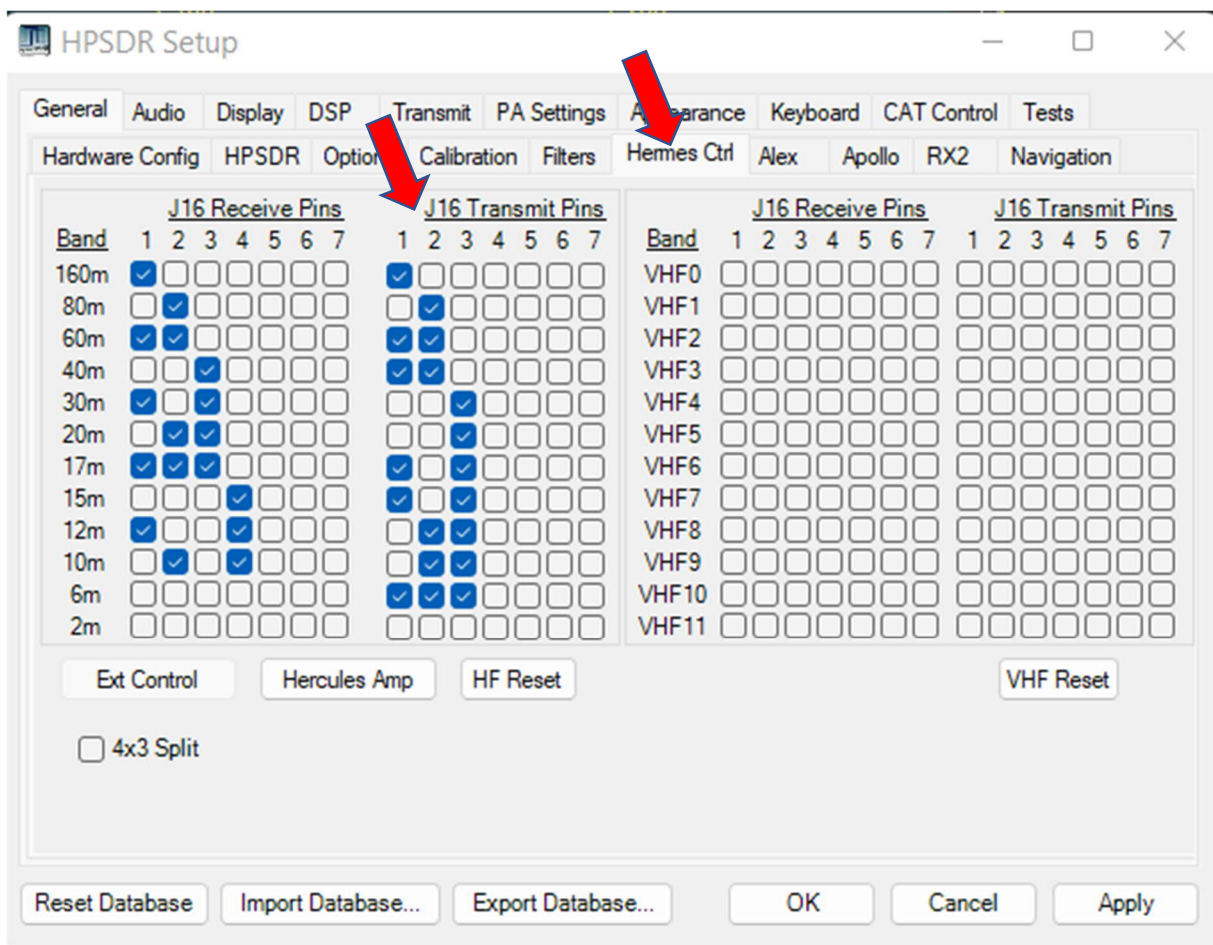 HPSDR Setup
General Audio Display DSP Transmit PA Settings Appearance Keyboard CAT Control Tests
Hardware Config HPSDR Calibration Filters Hermes Ctrl Alex Apollo RX2 Navigation
J16 Receive Pins J16 Transmit Pins J16 Receive Pins J16 Transmit Pins
Band 1 2 3 4 5 6 7 1 2 3 4 5 6 7 Band 1 2 3 4 5 6 7 1 2 3 4 5 6 7
160m VHF0
80m VHF1
60m VHF2
40m VHF3
30m VHF4
20m VHF5
17m VHF6
15m VHF7
12m VHF8
10m VHF9
6m VHF10
2m VHF11
Ext Control Hercules Amp HF Reset VHF Reset
4x3 Split
Reset Database Import Database... Export Database... OK Cancel Apply